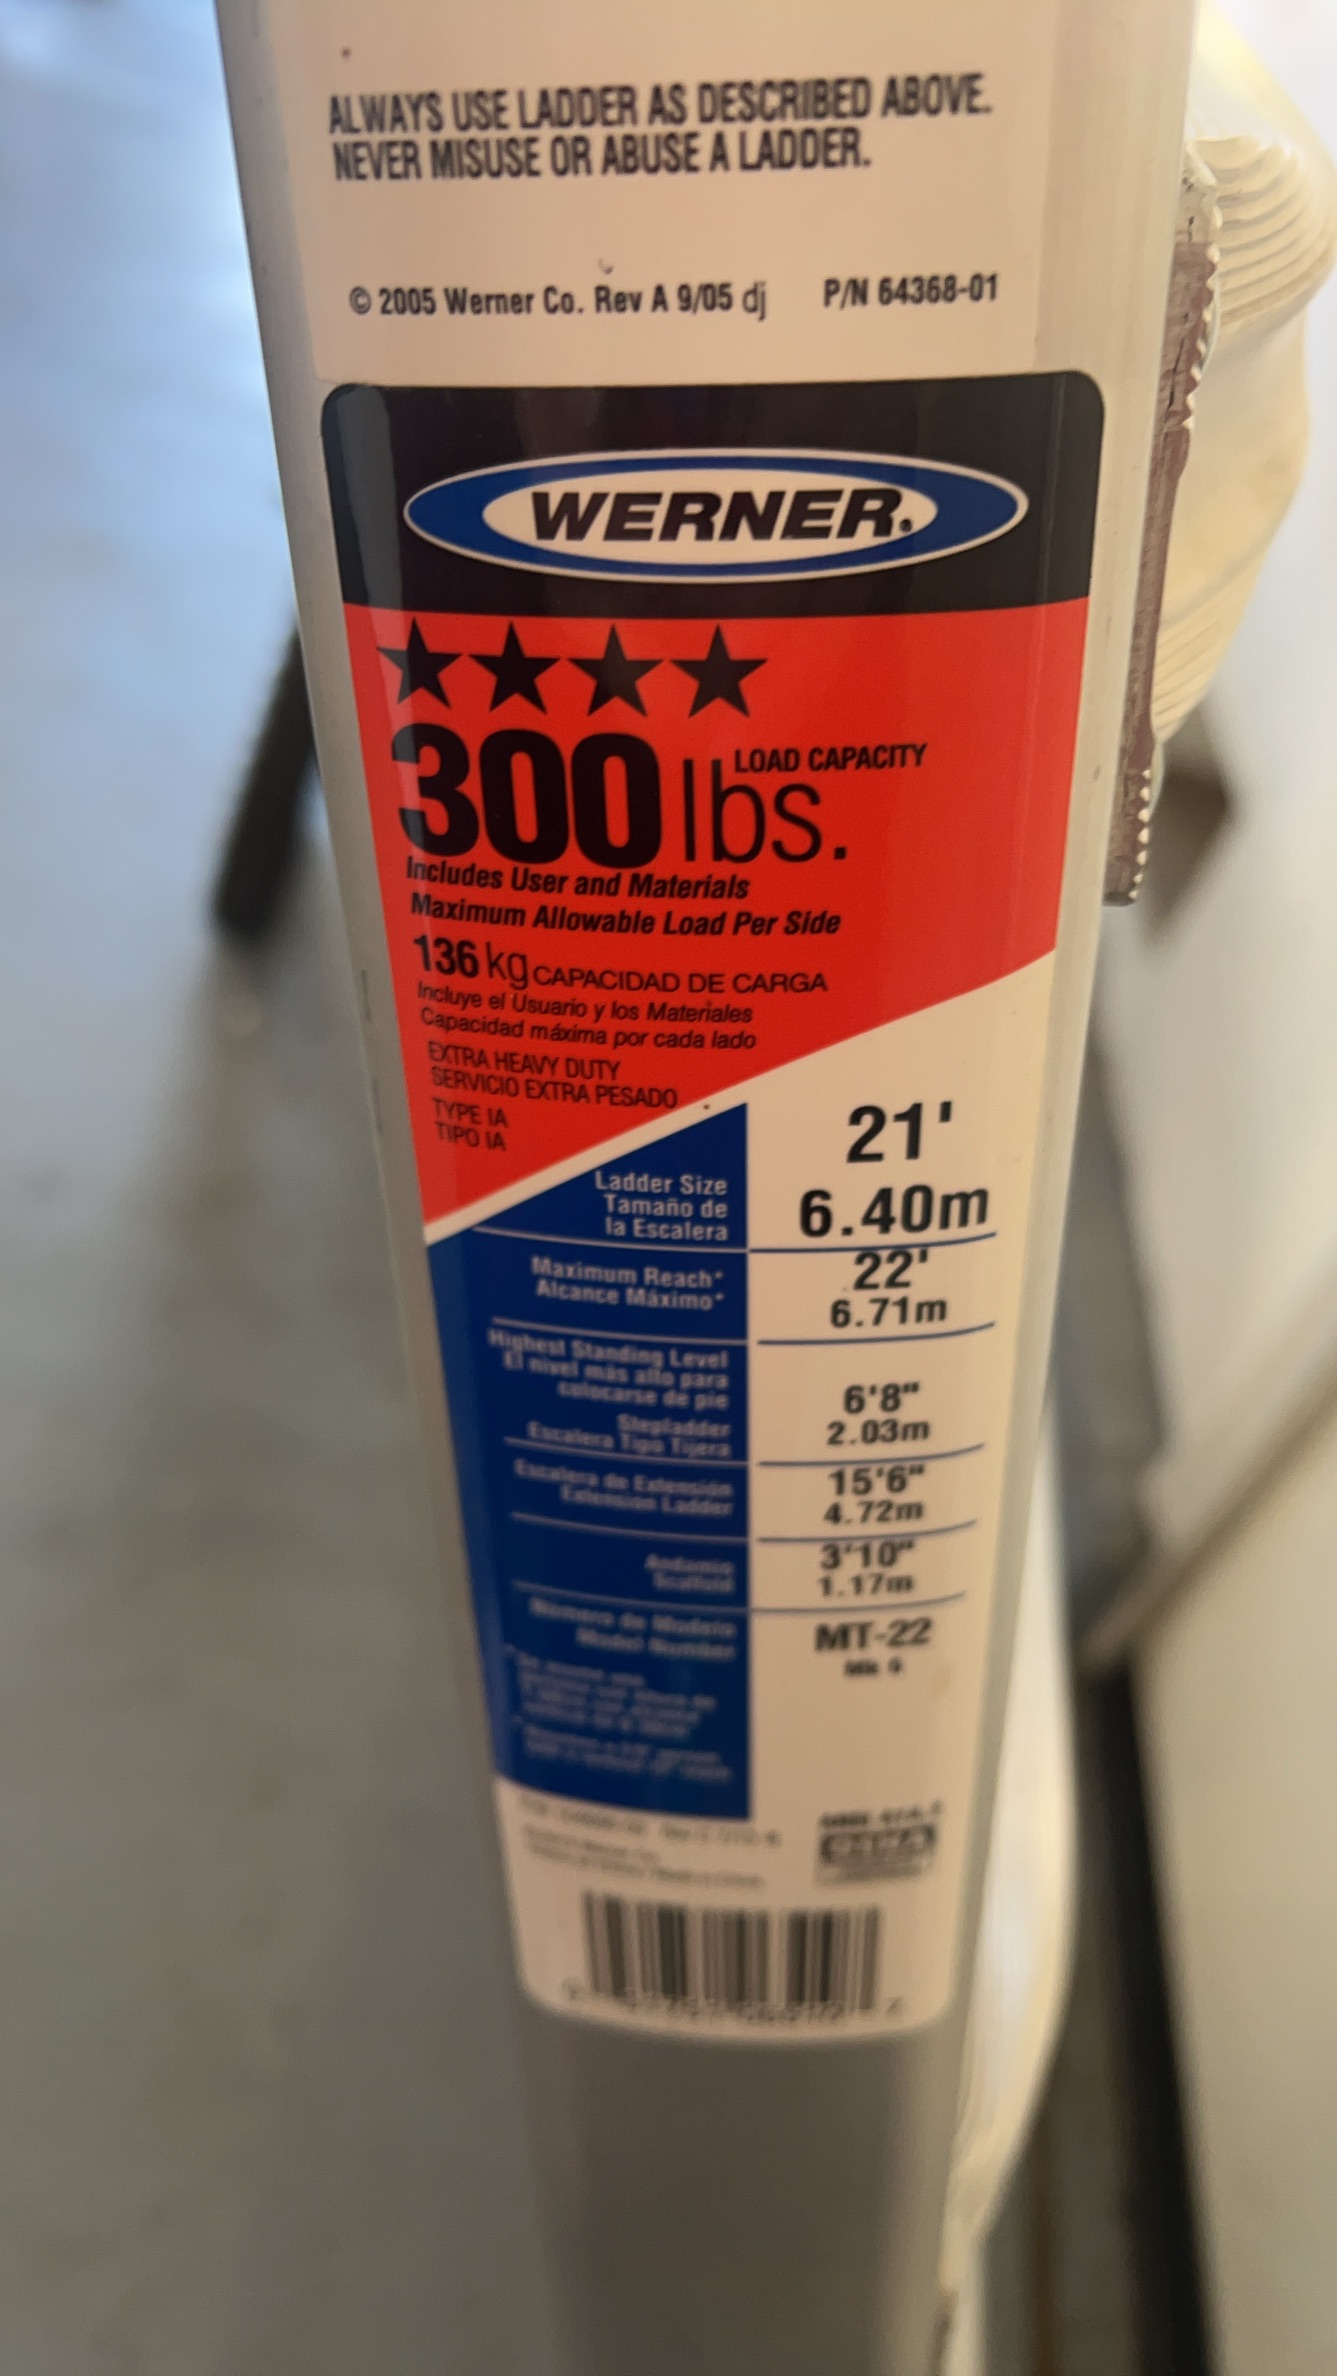 ALWAYS USE LADDER AS DESCRIBED ABOVE.
NEVER MISUSE OR ABUSE A LADDER.
© 2005 Werner Co. Rev A 9/05 dj P/N 64368-01
WERNER®
300 lbs. LOAD CAPACITY
Includes User and Materials
Maximum Allowable Load Per Side
136 kg CAPACIDAD DE CARGA
Incluye el Usuario y los Materiales
Capacidad máxima por cada lado
EXTRA HEAVY DUTY
SERVICIO EXTRA PESADO
TYPE IA
TIPO IA
21'
Ladder Size
Tamaño de
la Escalera
6.40m
Maximum Reach* 22'
Alcance Máximo* 6.71m
Highest Standing Level
El nivel más alto para
colocarse de pie
Stepladder 6'8"
Escalera Tipo Tijera 2.03m
Escalera de Extensión 15'6"
Extension Ladder 4.72m
Andamio 3'10"
Scaffold 1.17m
Número de Modelo MT-22
Model Number